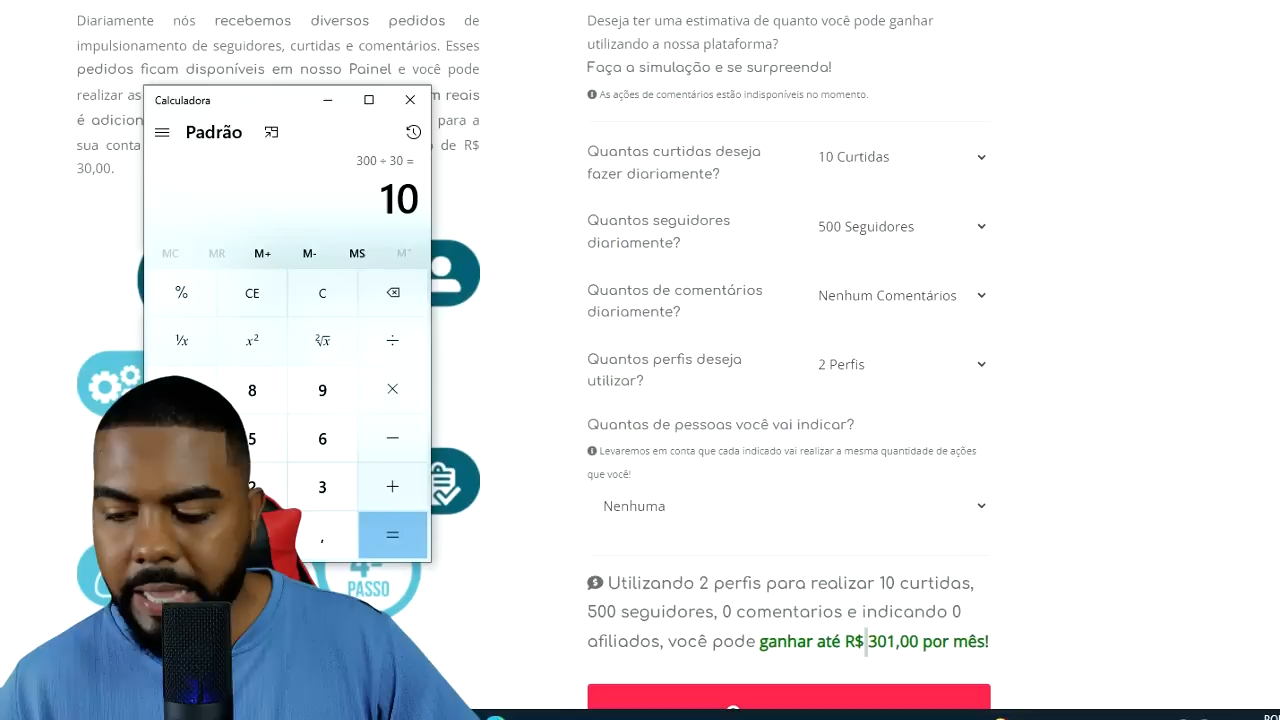 Diariamente nós recebemos diversos pedidos de
impulsionamento de seguidores, curtidas e comentários. Esses
pedidos ficam disponíveis em nosso Painel e você pode
realizar as
m reais
é adicion
para a
sua conta
de R$
30,00.
Calculadora
Padrão
300 ÷ 30 =
10
MC MR M+ M- MS M˅
% CE C
⅟x x² ²√x ÷
8 9 ×
5 6 −
2 3 +
, =
4º
PASSO
Deseja ter uma estimativa de quanto você pode ganhar
utilizando a nossa plataforma?
Faça a simulação e se surpreenda!
As ações de comentários estão indisponíveis no momento.
Quantas curtidas deseja
fazer diariamente?
10 Curtidas
Quantos seguidores
diariamente?
500 Seguidores
Quantos de comentários
diariamente?
Nenhum Comentários
Quantos perfis deseja
utilizar?
2 Perfis
Quantas de pessoas você vai indicar?
Levaremos em conta que cada indicado vai realizar a mesma quantidade de ações
que você!
Nenhuma
Utilizando 2 perfis para realizar 10 curtidas,
500 seguidores, 0 comentarios e indicando 0
afiliados, você pode ganhar até R$ 301,00 por mês!